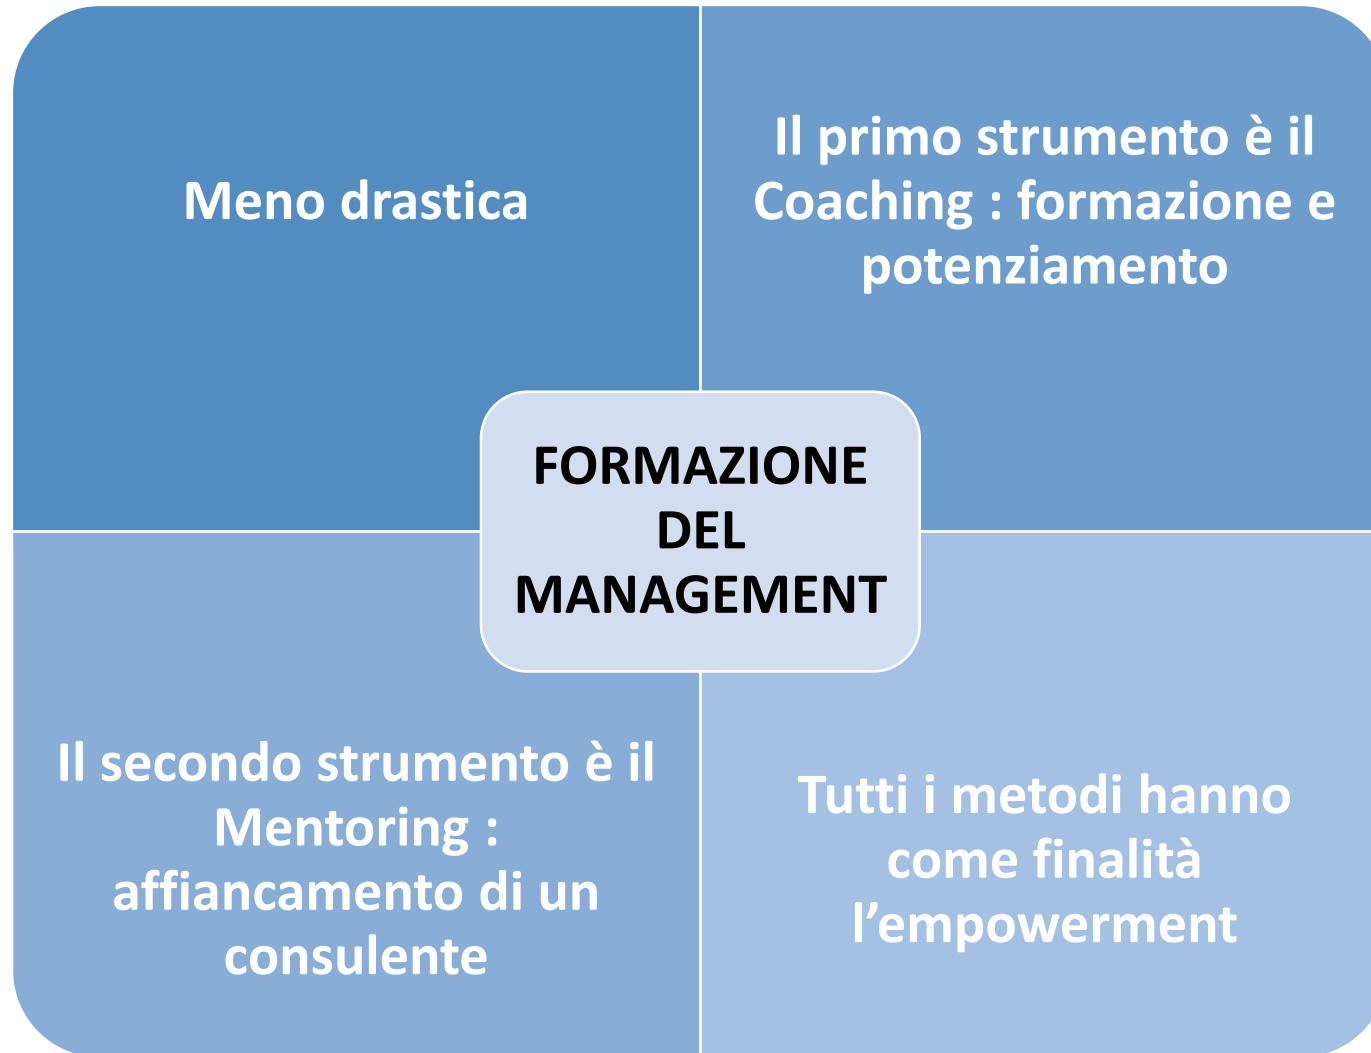 Meno drastica
Il primo strumento è il
Coaching : formazione e
potenziamento
FORMAZIONE
DEL
MANAGEMENT
Il secondo strumento è il
Mentoring :
affiancamento di un
consulente
Tutti i metodi hanno
come finalità
l’empowerment